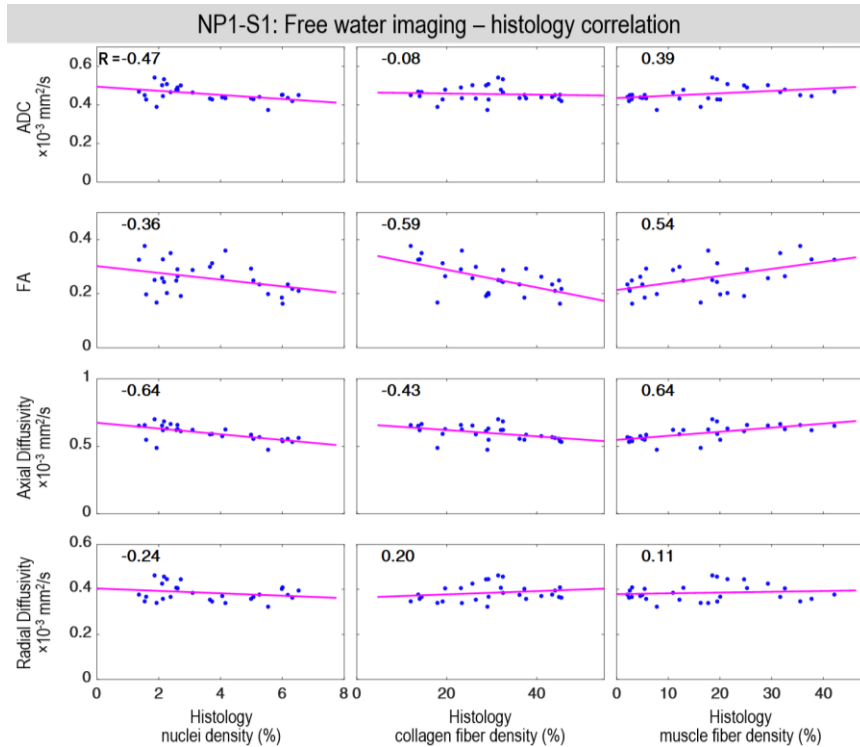 NP1-S1: Free water imaging – histology correlation
ADC
×10-3 mm2/s
0.6
0.4
0.2
0
R =-0.47
-0.08
0.39
FA
0.4
0.2
0
-0.36
-0.59
0.54
Axial Diffusivity
×10-3 mm2/s
1
0.5
0
-0.64
-0.43
0.64
Radial Diffusivity
×10-3 mm2/s
0.6
0.4
0.2
0
-0.24
0.20
0.11
0 2 4 6 8
20 40
0 10 20 30 40
Histology
nuclei density (%)
Histology
collagen fiber density (%)
Histology
muscle fiber density (%)